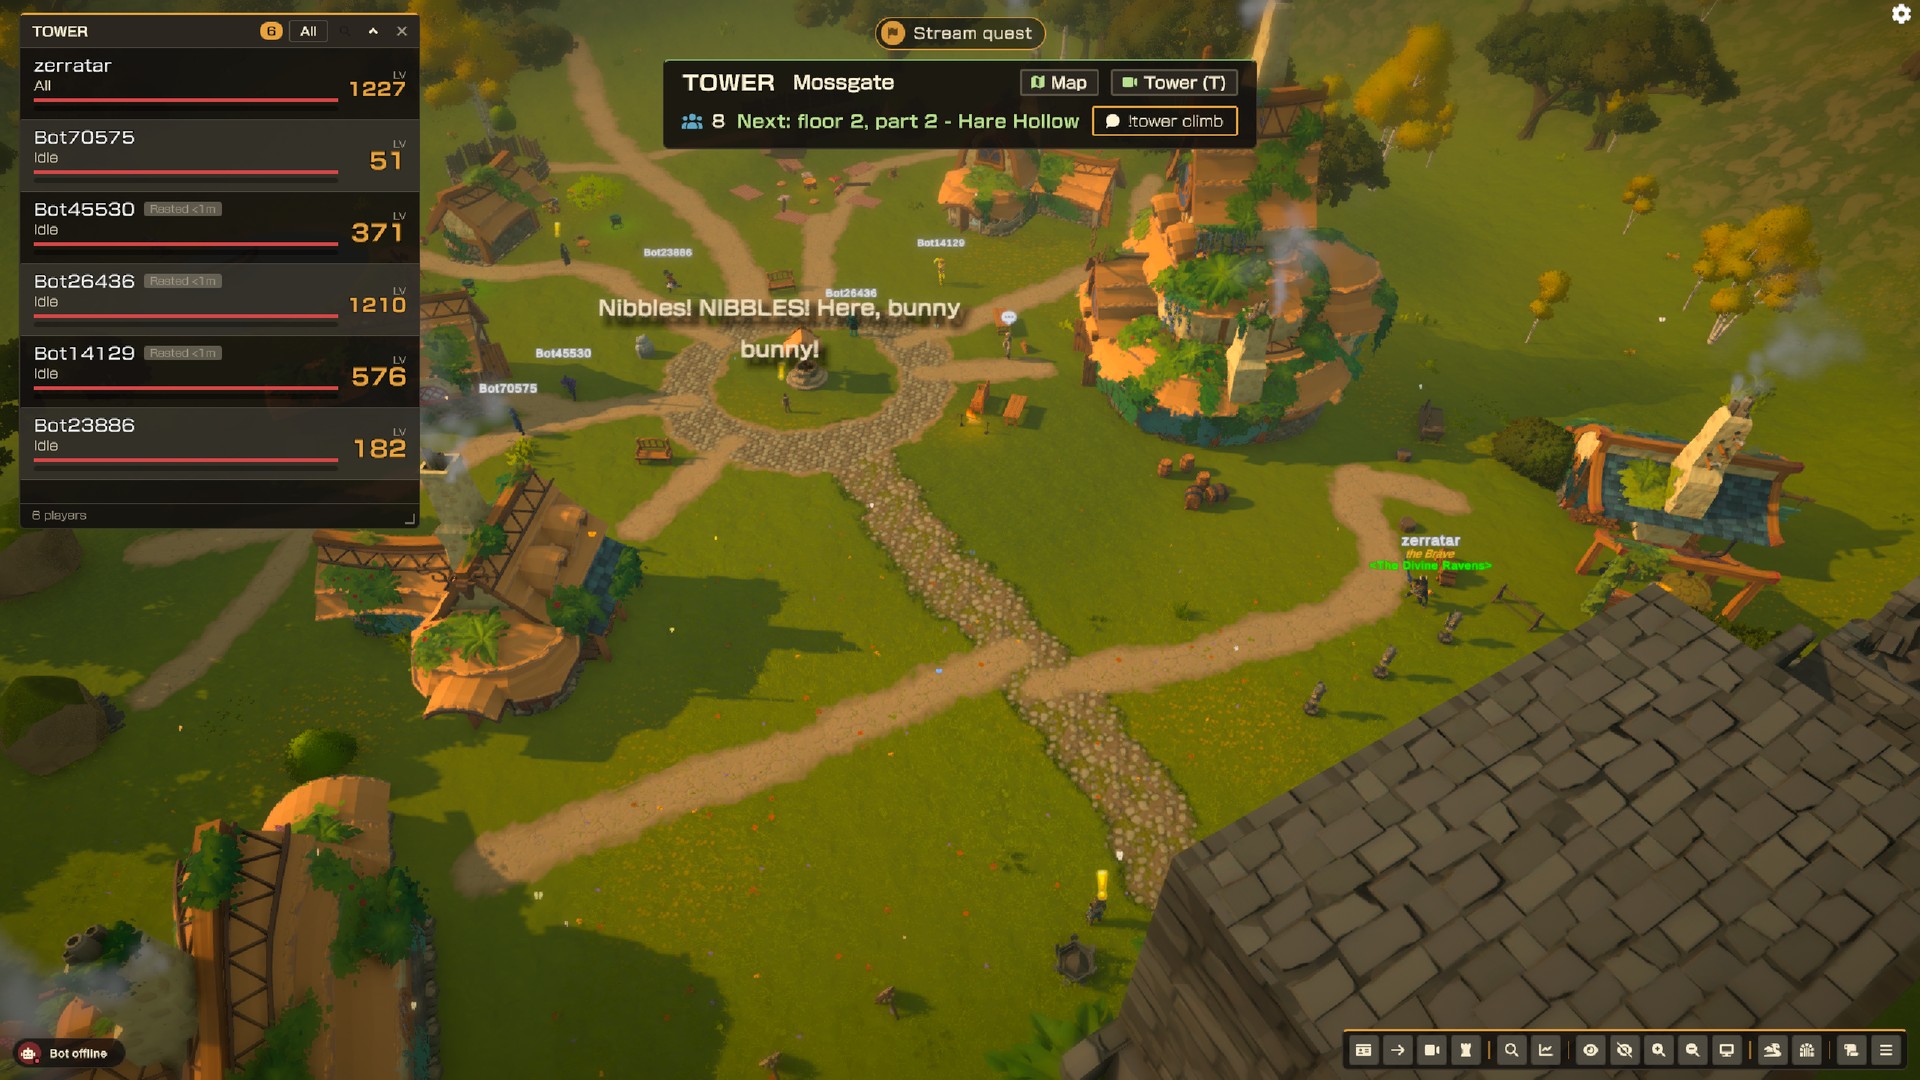 TOWER
6
All
zerratar
All
LV
1227
Bot70575
Idle
LV
51
Bot45530 Rested <1m
Idle
LV
371
Bot26436 Rested <1m
Idle
LV
1210
Bot14129 Rested <1m
Idle
LV
576
Bot23886
Idle
LV
182
6 players
Stream quest
TOWER Mossgate
Map
Tower (T)
8 Next: floor 2, part 2 - Hare Hollow
!tower climb
Bot23886
Bot14129
Bot26436
Nibbles! NIBBLES! Here, bunny
bunny!
Bot45530
Bot70575
zerratar
the Brave
<The Divine Ravens>
Bot offline